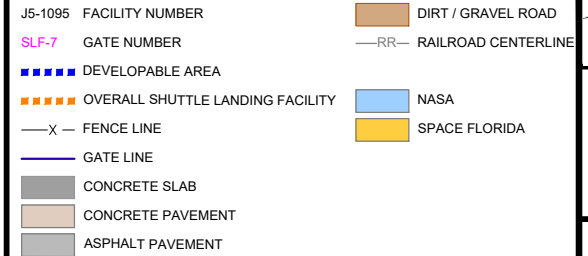 J5-1095 FACILITY NUMBER
SLF-7 GATE NUMBER
DEVELOPABLE AREA
OVERALL SHUTTLE LANDING FACILITY
X FENCE LINE
GATE LINE
CONCRETE SLAB
CONCRETE PAVEMENT
ASPHALT PAVEMENT
DIRT / GRAVEL ROAD
RR RAILROAD CENTERLINE
NASA
SPACE FLORIDA